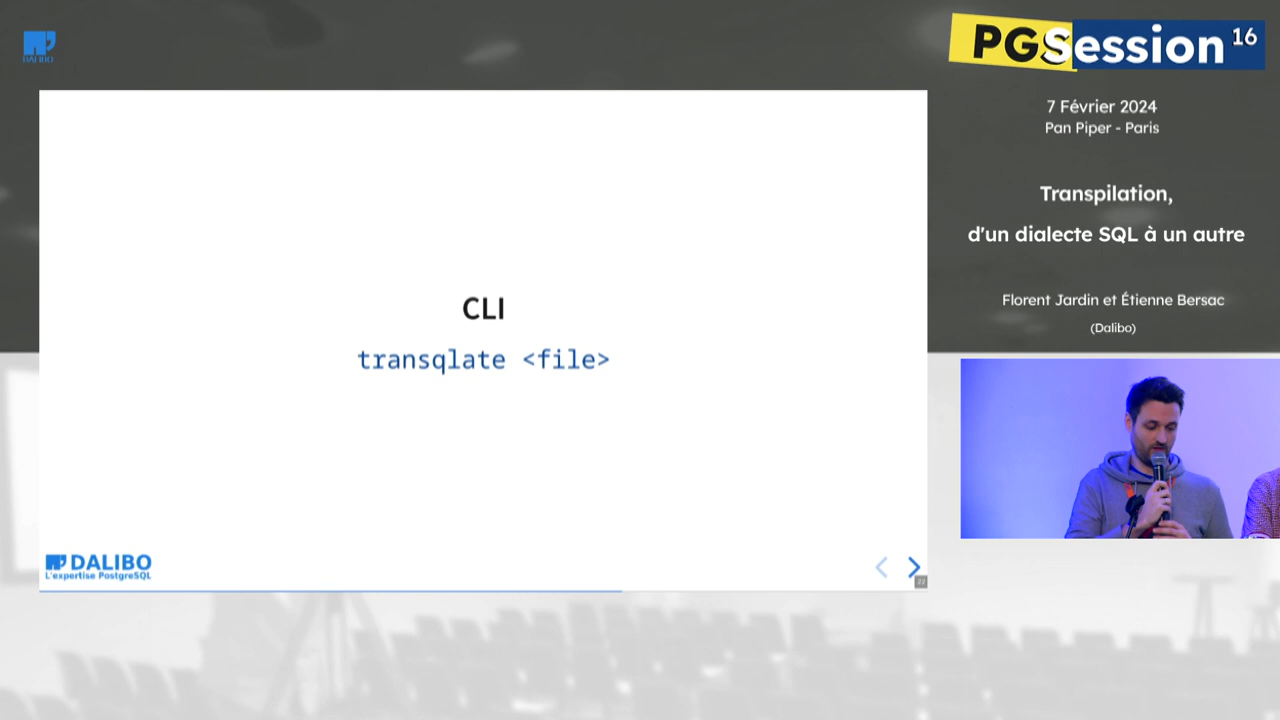 DALIBO
PGSession 16
7 Février 2024
Pan Piper - Paris
Transpilation,
d'un dialecte SQL à un autre
Florent Jardin et Étienne Bersac
(Dalibo)
CLI
transqlate <file>
DALIBO
L'expertise PostgreSQL